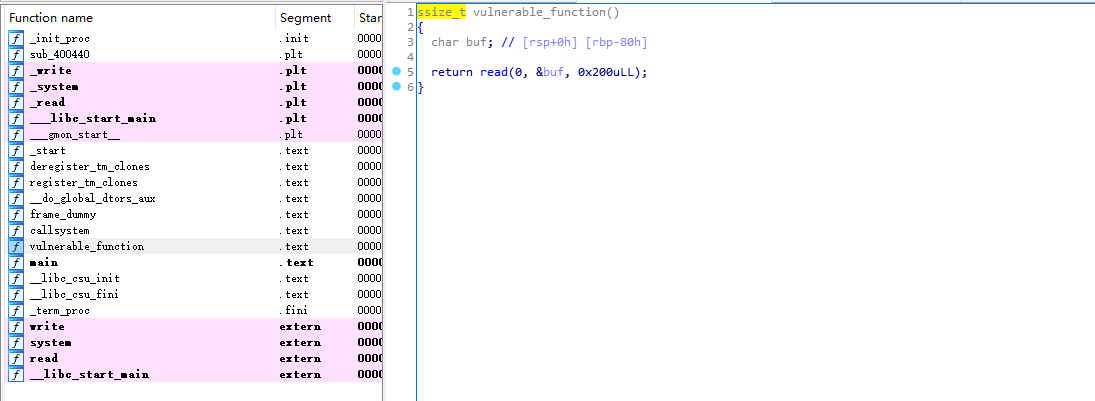 Function name Segment Star
f _init_proc .init 0000
f sub_400440 .plt 0000
f _write .plt 0000
f _system .plt 0000
f _read .plt 0000
f ___libc_start_main .plt 0000
f ___gmon_start__ .plt 0000
f _start .text 0000
f deregister_tm_clones .text 0000
f register_tm_clones .text 0000
f __do_global_dtors_aux .text 0000
f frame_dummy .text 0000
f callsystem .text 0000
f vulnerable_function .text 0000
f main .text 0000
f __libc_csu_init .text 0000
f __libc_csu_fini .text 0000
f _term_proc .fini 0000
f write extern 0000
f system extern 0000
f read extern 0000
f __libc_start_main extern 0000
1 ssize_t vulnerable_function()
2 {
3 char buf; // [rsp+0h] [rbp-80h]
4
5 return read(0, &buf, 0x200uLL);
6 }